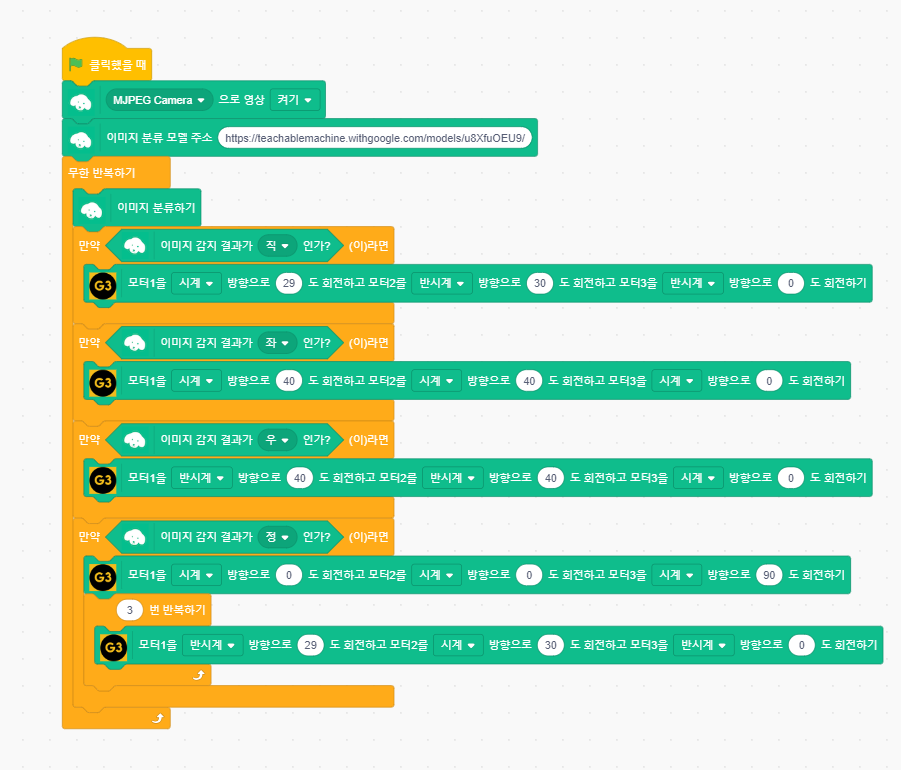 클릭했을 때
MJPEG Camera 으로 영상 켜기
이미지 분류 모델 주소 https://teachablemachine.withgoogle.com/models/u8XfuOEU9/
무한 반복하기
이미지 분류하기
만약 이미지 감지 결과가 직 인가? (이)라면
G3 모터1을 시계 방향으로 29 도 회전하고 모터2를 반시계 방향으로 30 도 회전하고 모터3을 반시계 방향으로 0 도 회전하기
만약 이미지 감지 결과가 좌 인가? (이)라면
G3 모터1을 시계 방향으로 40 도 회전하고 모터2를 시계 방향으로 40 도 회전하고 모터3을 시계 방향으로 0 도 회전하기
만약 이미지 감지 결과가 우 인가? (이)라면
G3 모터1을 반시계 방향으로 40 도 회전하고 모터2를 반시계 방향으로 40 도 회전하고 모터3을 시계 방향으로 0 도 회전하기
만약 이미지 감지 결과가 정 인가? (이)라면
G3 모터1을 시계 방향으로 0 도 회전하고 모터2를 시계 방향으로 0 도 회전하고 모터3을 시계 방향으로 90 도 회전하기
3 번 반복하기
G3 모터1을 반시계 방향으로 29 도 회전하고 모터2를 시계 방향으로 30 도 회전하고 모터3을 반시계 방향으로 0 도 회전하기